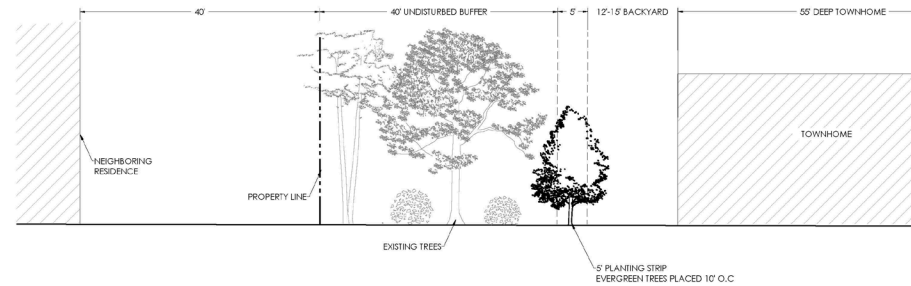 40'
40' UNDISTURBED BUFFER
5'
12'-15' BACKYARD
55' DEEP TOWNHOME
TOWNHOME
NEIGHBORING
RESIDENCE
PROPERTY LINE
EXISTING TREES
5' PLANTING STRIP
EVERGREEN TREES PLACED 10' O.C